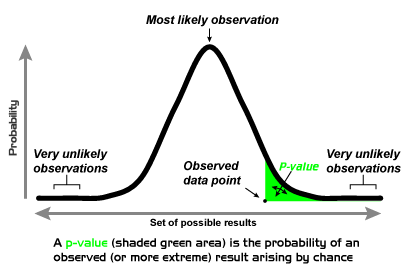 Most likely observation
Probability
Very unlikely
observations
Observed
data point
P-value
Very unlikely
observations
Set of possible results
A p-value (shaded green area) is the probability of an
observed (or more extreme) result arising by chance